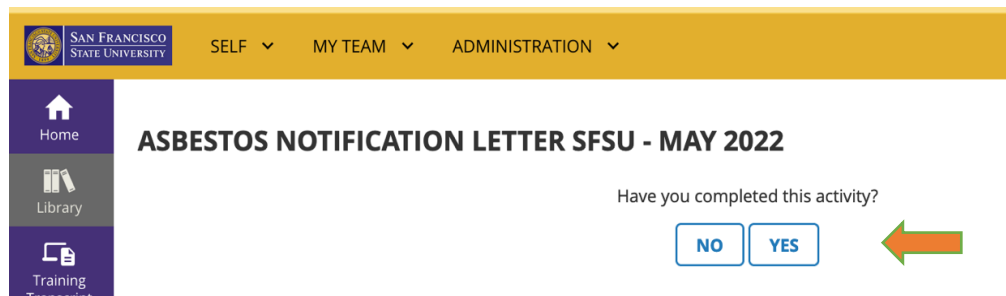 SAN FRANCISCO
STATE UNIVERSITY
SELF
MY TEAM
ADMINISTRATION
Home
ASBESTOS NOTIFICATION LETTER SFSU - MAY 2022
Library
Have you completed this activity?
NO
YES
Training
Transcript